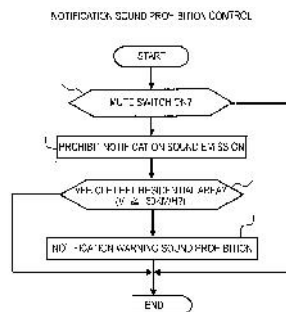 NOTIFICATION SOUND PROHIBITION CONTROL
START
MUTE SWITCH ON?
PROHIBIT NOTIFICATION SOUND EMISSION
VEHICLE LEFT RESIDENTIAL AREA?
NOTIFICATION WARNING SOUND PROHIBITION
END